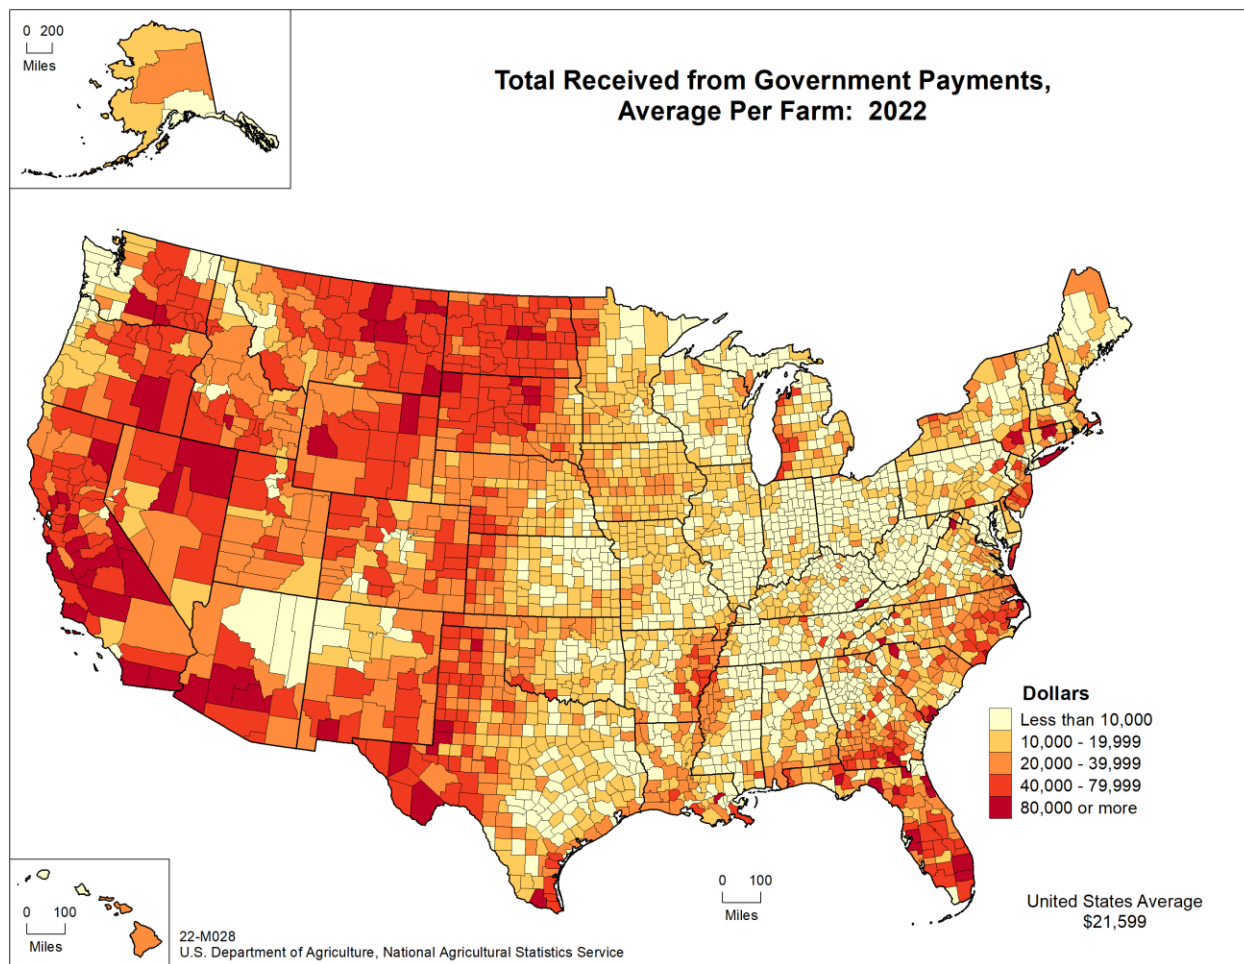 0 200
Miles
Total Received from Government Payments,
Average Per Farm:  2022
Dollars
Less than 10,000
10,000 - 19,999
20,000 - 39,999
40,000 - 79,999
80,000 or more
0 100
Miles
0 100
Miles
United States Average
$21,599
22-M028
U.S. Department of Agriculture, National Agricultural Statistics Service